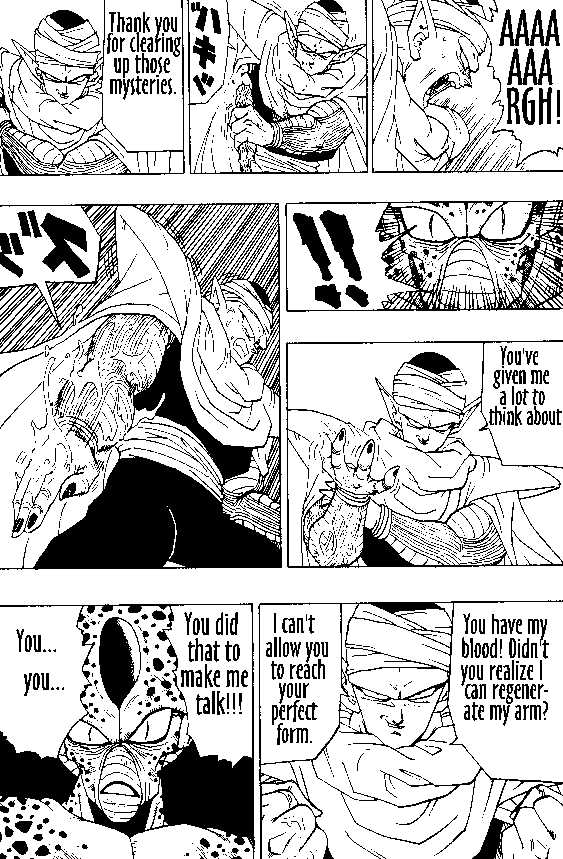 Thank you
for clearing
up those
mysteries.
バキッ
AAAA
AAA
RGH!
!!
You've
given me
a lot to
think about
You...
you...
You did
that to
make me
talk!!!
I can't
allow you
to reach
your
perfect
form.
You have my
blood! Didn't
you realize I
can regener-
ate my arm?